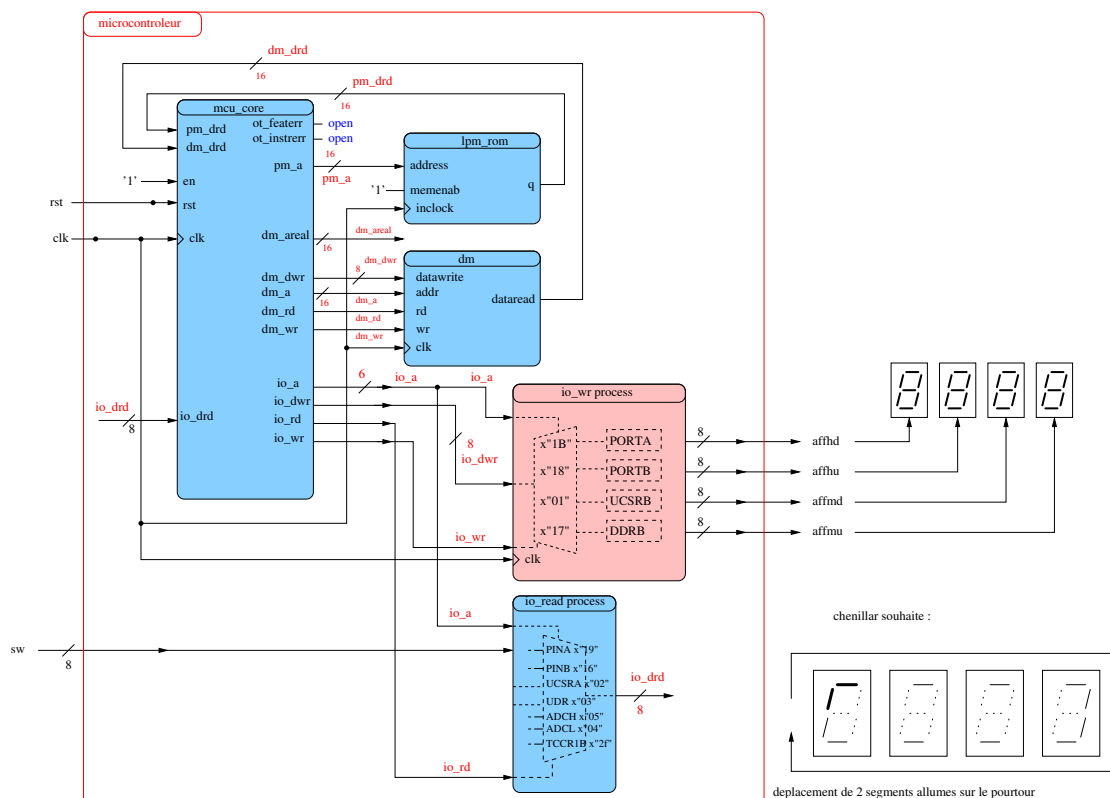 microcontroleur
dm_drd
16
pm_drd
16
mcu_core
pm_drd
dm_drd
ot_featerr
open
ot_instrerr
open
pm_a
16
pm_a
'1'
en
rst
rst
clk
clk
dm_areal
dm_areal
16
dm_dwr
8
dm_dwr
dm_a
16
dm_a
dm_rd
dm_rd
dm_wr
dm_wr
io_a
6
io_a
io_a
io_dwr
8
io_dwr
io_rd
io_wr
io_drd
8
io_drd
lpm_rom
address
'1'
memenab
q
inclock
dm
datawrite
addr
dataread
rd
wr
clk
io_wr process
x"1B"
PORTA
8
affhd
x"18"
PORTB
8
affhu
x"01"
UCSRB
8
affmd
x"17"
DDRB
8
affmu
io_wr
clk
io_read process
io_a
sw
8
PINA x"19"
PINB x"16"
UCSRA x"02"
UDR x"03"
ADCH x"05"
ADCL x"04"
TCCR1B x"2f"
io_drd
8
io_rd
chenillar souhaite :
deplacement de 2 segments allumes sur le pourtour